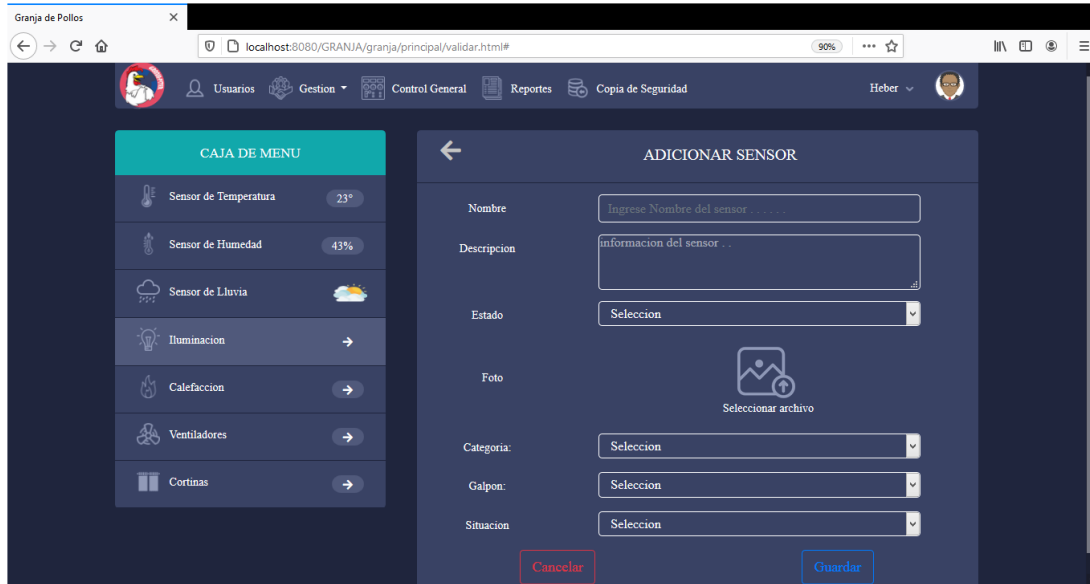 Granja de Pollos
localhost:8080/GRANJA/granja/principal/validar.html#
90%
Usuarios Gestion Control General Reportes Copia de Seguridad Heber
CAJA DE MENU
Sensor de Temperatura 23°
Sensor de Humedad 43%
Sensor de Lluvia
Iluminacion
Calefaccion
Ventiladores
Cortinas
ADICIONAR SENSOR
Nombre Ingrese Nombre del sensor . . . . . .
Descripcion informacion del sensor . .
Estado Seleccion
Foto
Seleccionar archivo
Categoria: Seleccion
Galpon: Seleccion
Situacion Seleccion
Cancelar Guardar